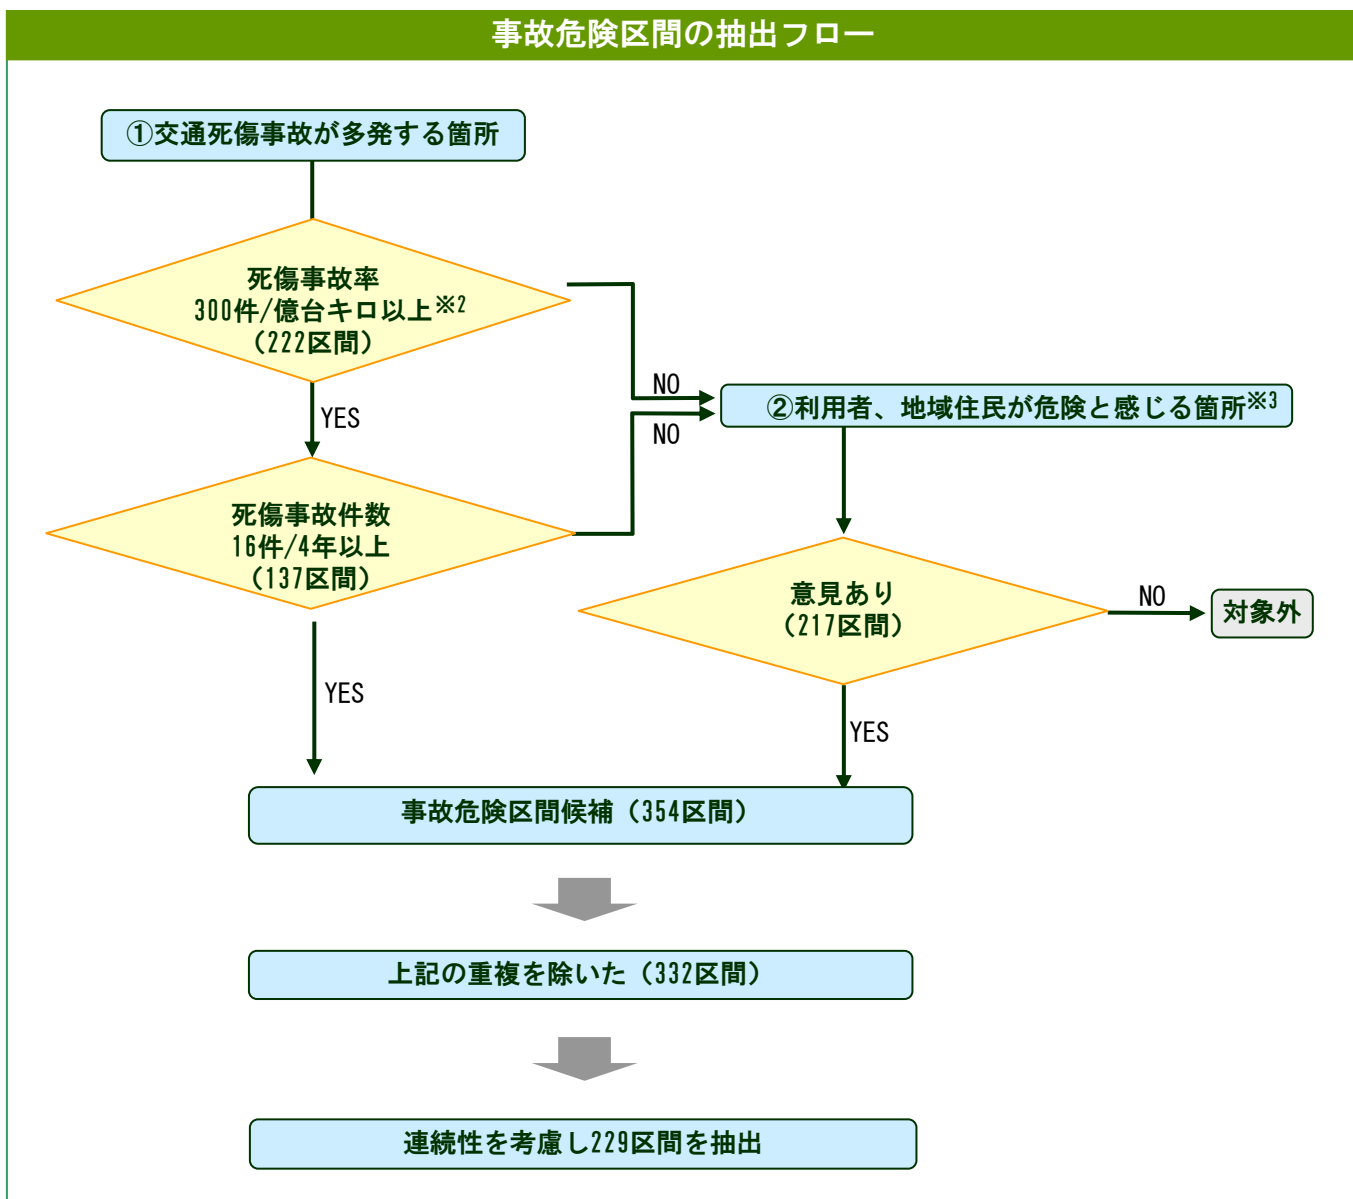 事故危険区間の抽出フロー
①交通死傷事故が多発する箇所
死傷事故率
300件/億台キロ以上※2
（222区間）
NO
YES
②利用者、地域住民が危険と感じる箇所※3
NO
死傷事故件数
16件/4年以上
（137区間）
意見あり
（217区間）
NO
対象外
YES
YES
事故危険区間候補（354区間）
上記の重複を除いた（332区間）
連続性を考慮し229区間を抽出